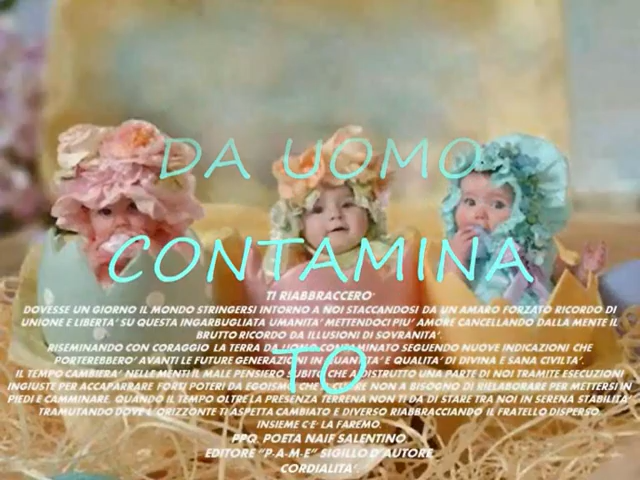 DA UOMO
CONTAMINA
TO
TI RIABBRACCERO'
DOVESSE UN GIORNO IL MONDO STRINGERSI INTORNO A NOI STACCANDOSI DA UN AMARO FORZATO RICORDO DI
UNIONE E LIBERTA' SU QUESTA INGARBUGLIATA UMANITA' METTENDOCI PIU' AMORE CANCELLANDO DALLA MENTE IL
BRUTTO RICORDO DA ILLUSION DI SOVRANITA'.
RISEMINANDO CON CORAGGIO LA TERRA DA UOMO CONTAMINATO SEGUENDO NUOVE INDICAZIONI CHE
PORTEREBBERO' AVANTI LE FUTURE GENERAZIONI IN QUANTITA' E QUALITA' DI DIVINA E SANA CIVILTA'.
IL TEMPO CAMBIERA' NELLE MENTI IL MALE PENSIERO SUBITO CHE A DISTRUTTO UNA PARTE DI NOI TRAMITE ESECUZIONI
INGIUSTE PER ACCAPARRAR FORTI POTERI DA EGOISMO CHE NON A BISOGNO DI RIELABORARE PER METTERSI IN
PIEDI E CAMMINARE. QUANDO IL TEMPO OLTRE LA PRESENZA TERRENA NON TI DA DI STARE TRA NOI IN SERENA STABILITA'
TRAMUTANDO DOVE L'ORIZZONTE TI ASPETTA CAMBIATO E DIVERSO RIABBRACCIANDO IL FRATELLO DISPERSO.
INSIEME C'E' LA FAREMO.
PPQ. POETA NAIF SALENTINO
EDITORE "P-A-M-E" SIGILLO D'AUTORE
CORDIALITA'.